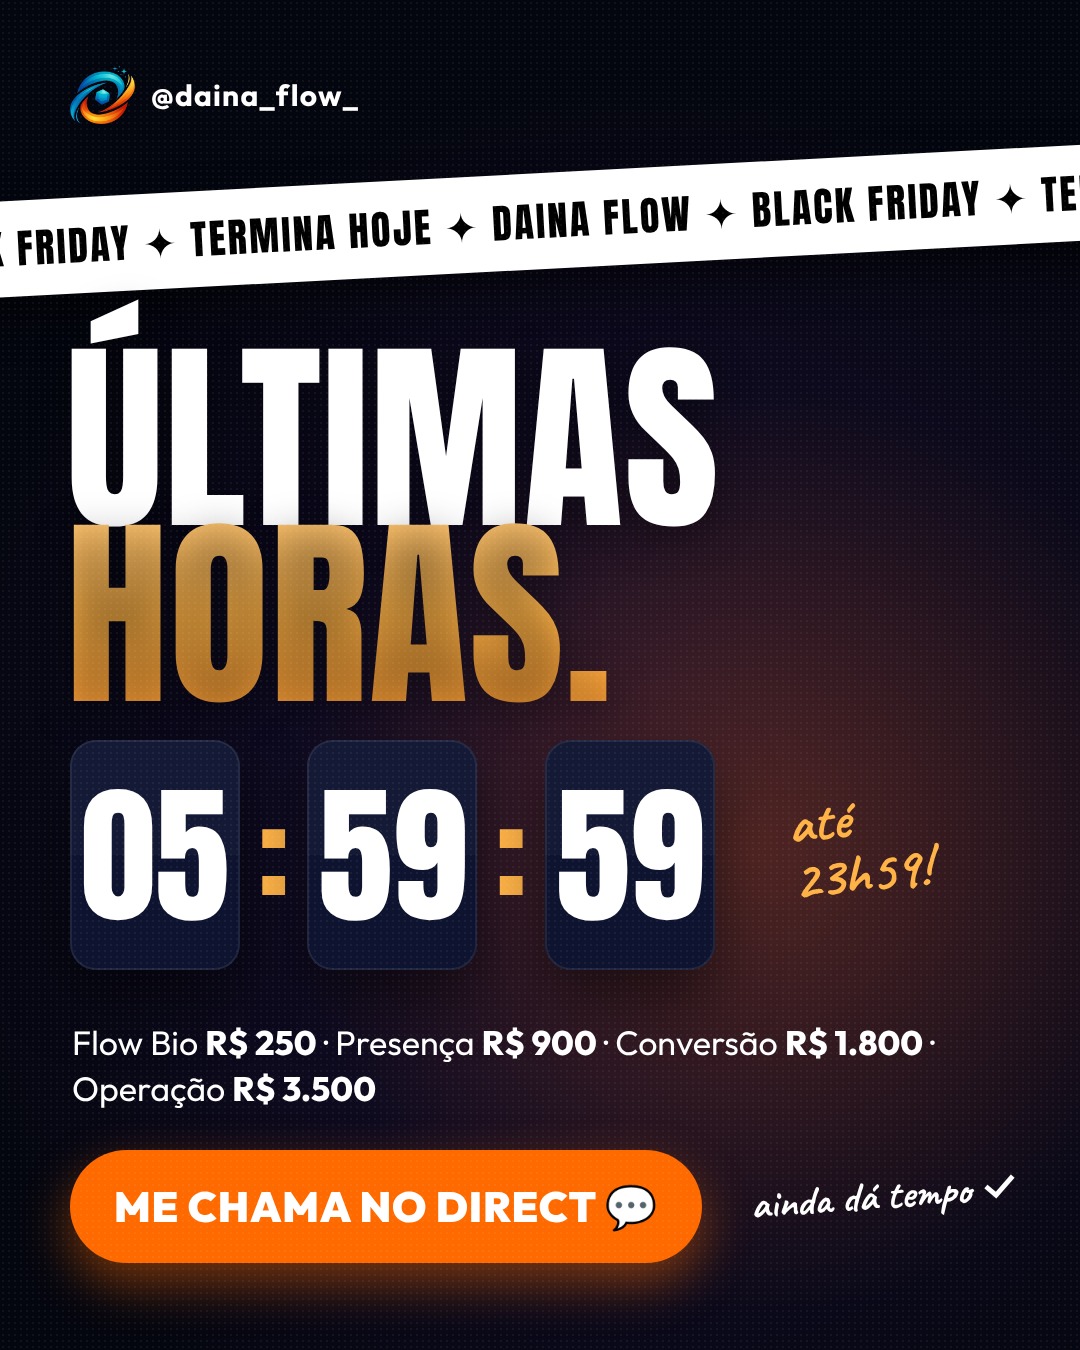 @daina_flow_
K FRIDAY ✦ TERMINA HOJE ✦ DAINA FLOW ✦ BLACK FRIDAY ✦ TE
ÚLTIMAS
HORAS.
05 : 59 : 59
até
23h59!
Flow Bio R$ 250 · Presença R$ 900 · Conversão R$ 1.800 ·
Operação R$ 3.500
ME CHAMA NO DIRECT 💬
ainda dá tempo ✓